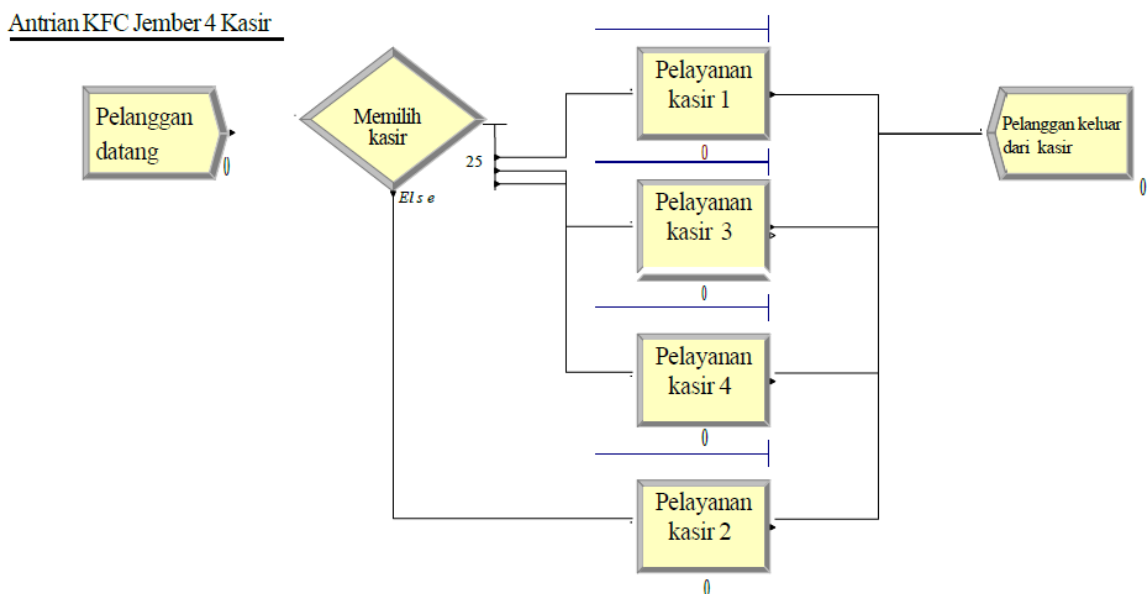 Antrian KFC Jember 4 Kasir
Pelanggan
datang
0
Memilih
kasir
25
Else
Pelayanan
kasir 1
0
Pelayanan
kasir 3
0
Pelayanan
kasir 4
0
Pelayanan
kasir 2
0
Pelanggan keluar
dari kasir
0